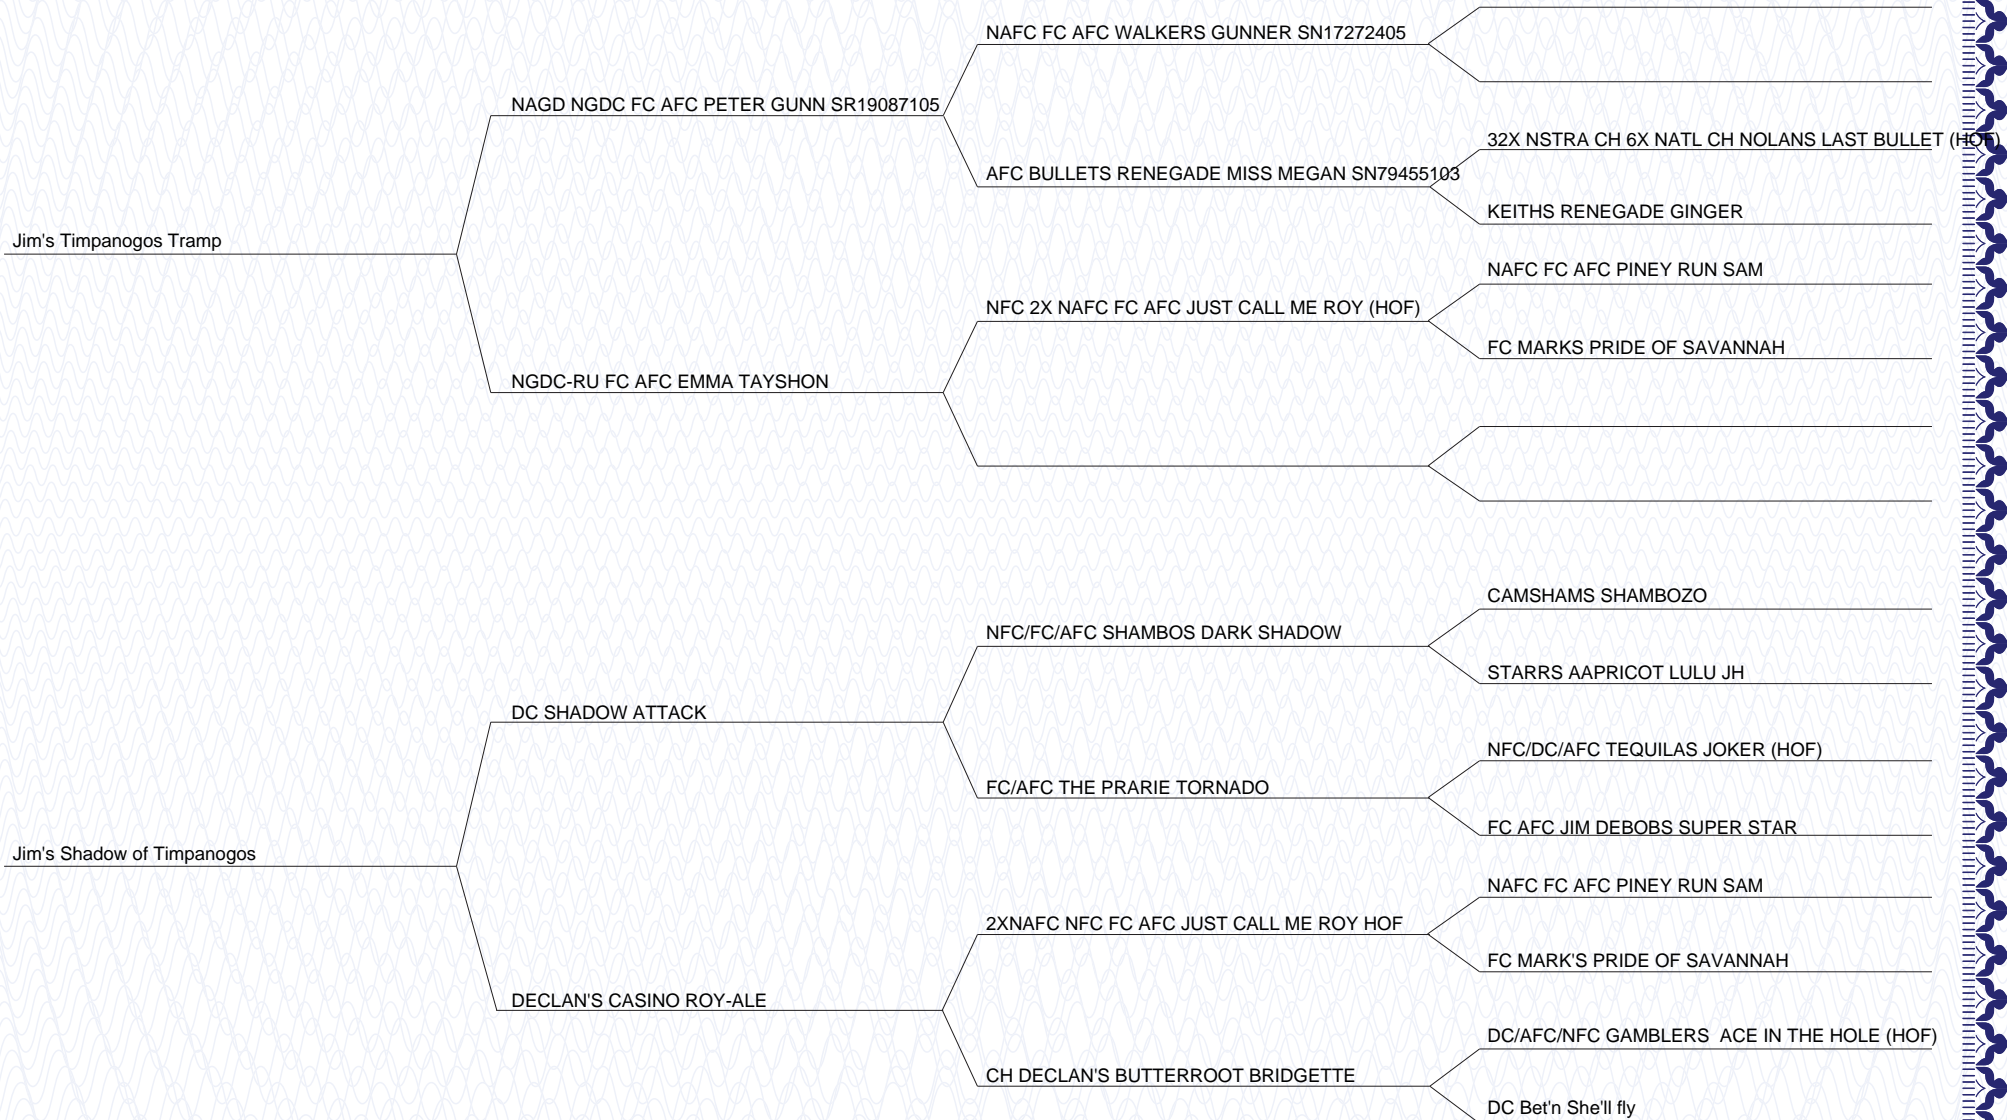 NAFC FC AFC WALKERS GUNNER SN17272405
NAGD NGDC FC AFC PETER GUNN SR19087105
32X NSTRA CH 6X NATL CH NOLANS LAST BULLET (HOF)
AFC BULLETS RENEGADE MISS MEGAN SN79455103
KEITHS RENEGADE GINGER
Jim's Timpanogos Tramp
NAFC FC AFC PINEY RUN SAM
NFC 2X NAFC FC AFC JUST CALL ME ROY (HOF)
FC MARKS PRIDE OF SAVANNAH
NGDC-RU FC AFC EMMA TAYSHON
CAMSHAMS SHAMBOZO
NFC/FC/AFC SHAMBOS DARK SHADOW
STARRS AAPRICOT LULU JH
DC SHADOW ATTACK
NFC/DC/AFC TEQUILAS JOKER (HOF)
FC/AFC THE PRARIE TORNADO
FC AFC JIM DEBOBS SUPER STAR
Jim's Shadow of Timpanogos
NAFC FC AFC PINEY RUN SAM
2XNAFC NFC FC AFC JUST CALL ME ROY HOF
FC MARK'S PRIDE OF SAVANNAH
DECLAN'S CASINO ROY-ALE
DC/AFC/NFC GAMBLERS  ACE IN THE HOLE (HOF)
CH DECLAN'S BUTTERROOT BRIDGETTE
DC Bet'n She'll fly